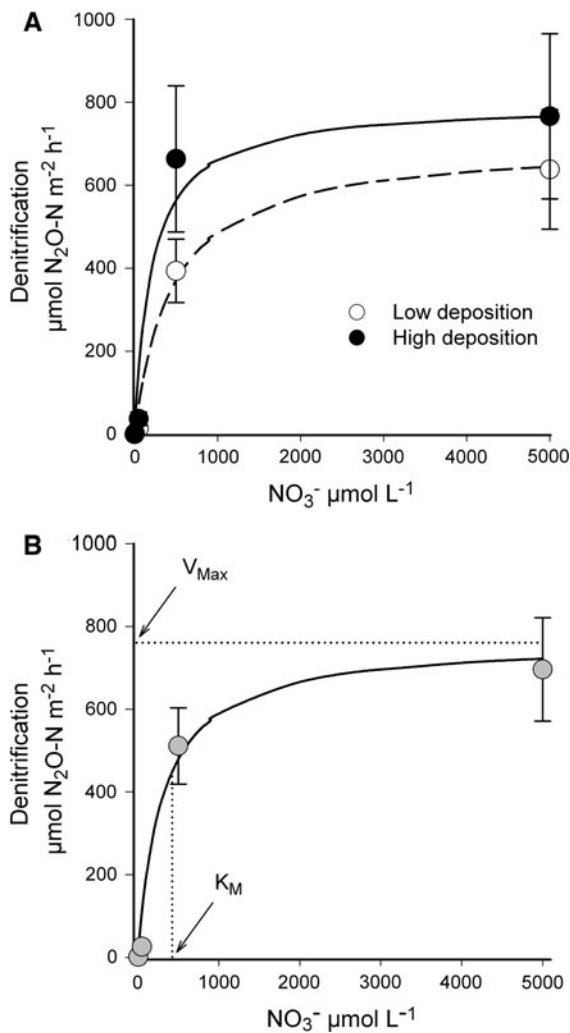 A
1000
800
600
400
200
0
Denitrification
µmol N₂O-N m⁻² h⁻¹
Low deposition
High deposition
0 1000 2000 3000 4000 5000
NO₃⁻ µmol L⁻¹
B
1000
800
600
400
200
0
Denitrification
µmol N₂O-N m⁻² h⁻¹
V_Max
K_M
0 1000 2000 3000 4000 5000
NO₃⁻ µmol L⁻¹